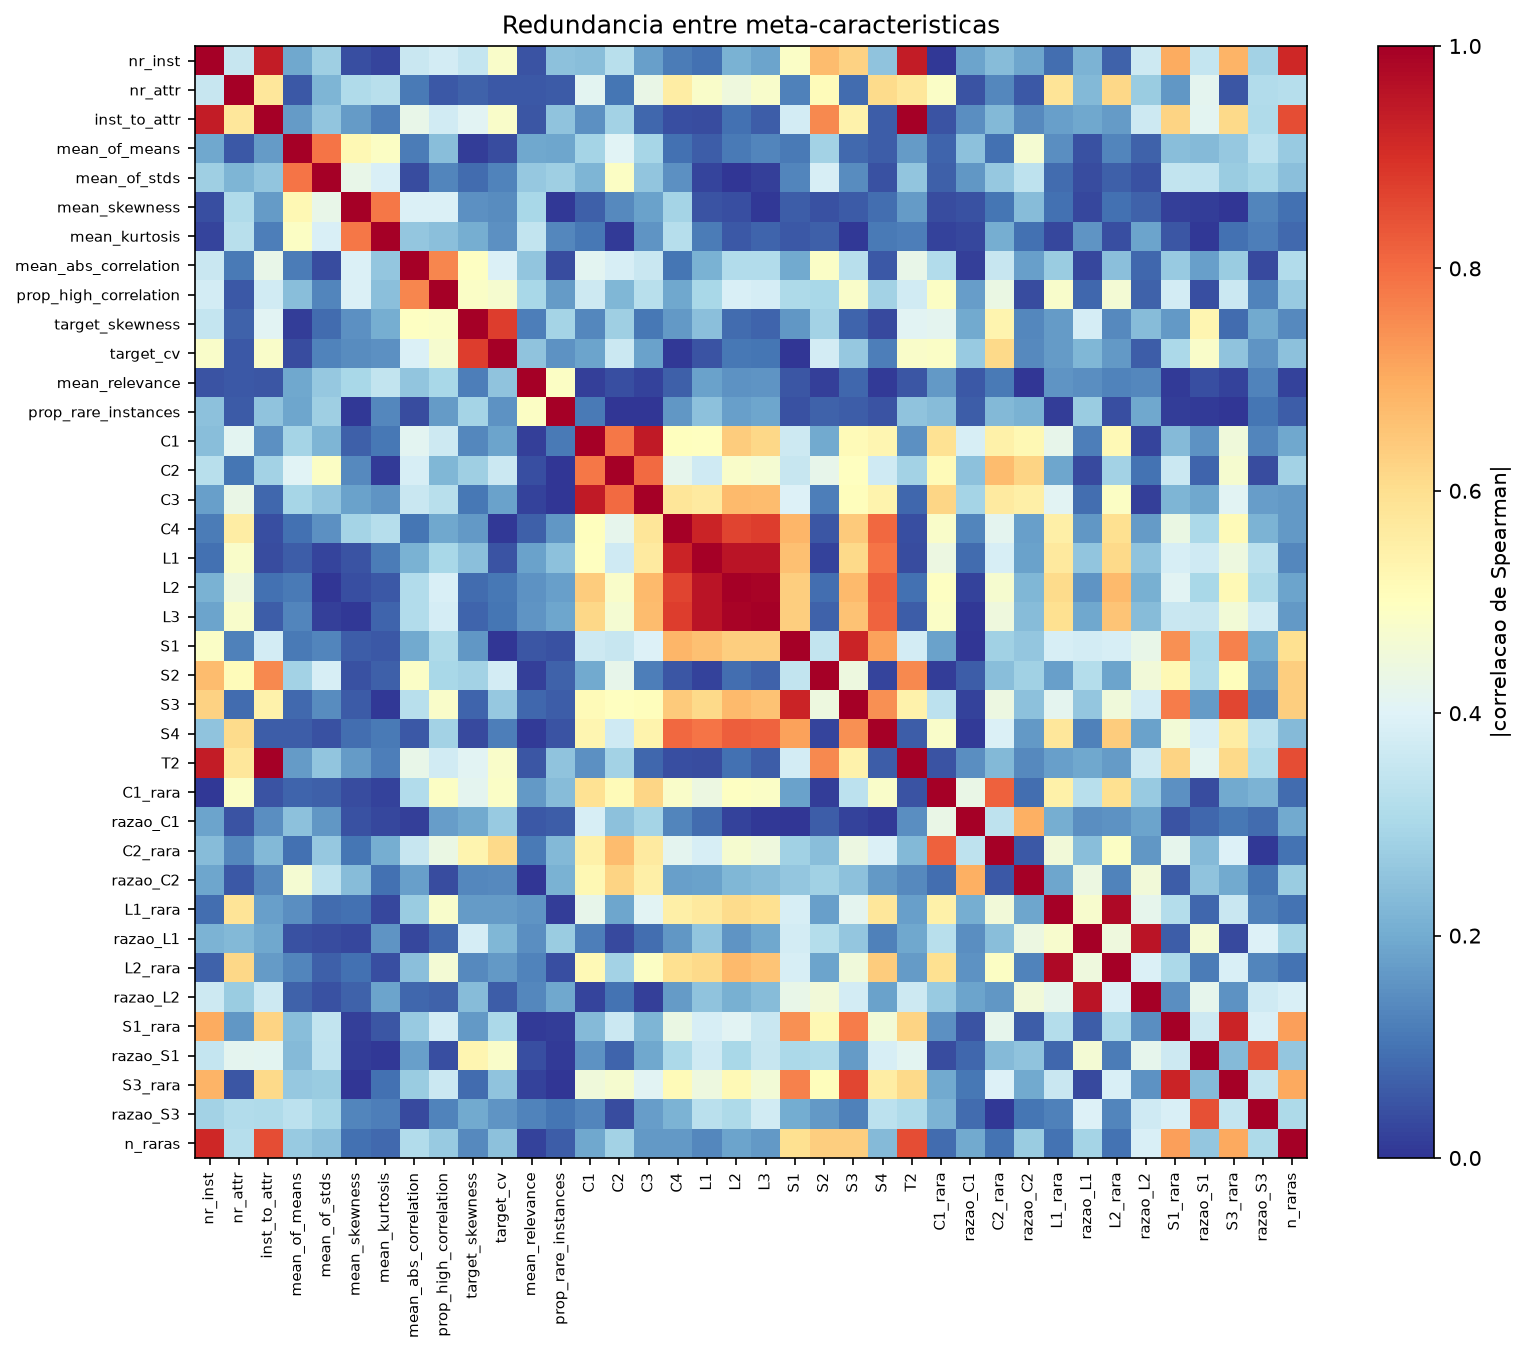 Redundancia entre meta-caracteristicas
nr_inst
nr_attr
inst_to_attr
mean_of_means
mean_of_stds
mean_skewness
mean_kurtosis
mean_abs_correlation
prop_high_correlation
target_skewness
target_cv
mean_relevance
prop_rare_instances
C1
C2
C3
C4
L1
L2
L3
S1
S2
S3
S4
T2
C1_rara
razao_C1
C2_rara
razao_C2
L1_rara
razao_L1
L2_rara
razao_L2
S1_rara
razao_S1
S3_rara
razao_S3
n_raras
nr_inst
nr_attr
inst_to_attr
mean_of_means
mean_of_stds
mean_skewness
mean_kurtosis
mean_abs_correlation
prop_high_correlation
target_skewness
target_cv
mean_relevance
prop_rare_instances
C1
C2
C3
C4
L1
L2
L3
S1
S2
S3
S4
T2
C1_rara
razao_C1
C2_rara
razao_C2
L1_rara
razao_L1
L2_rara
razao_L2
S1_rara
razao_S1
S3_rara
razao_S3
n_raras
1.0
0.8
0.6
0.4
0.2
0.0
|correlacao de Spearman|